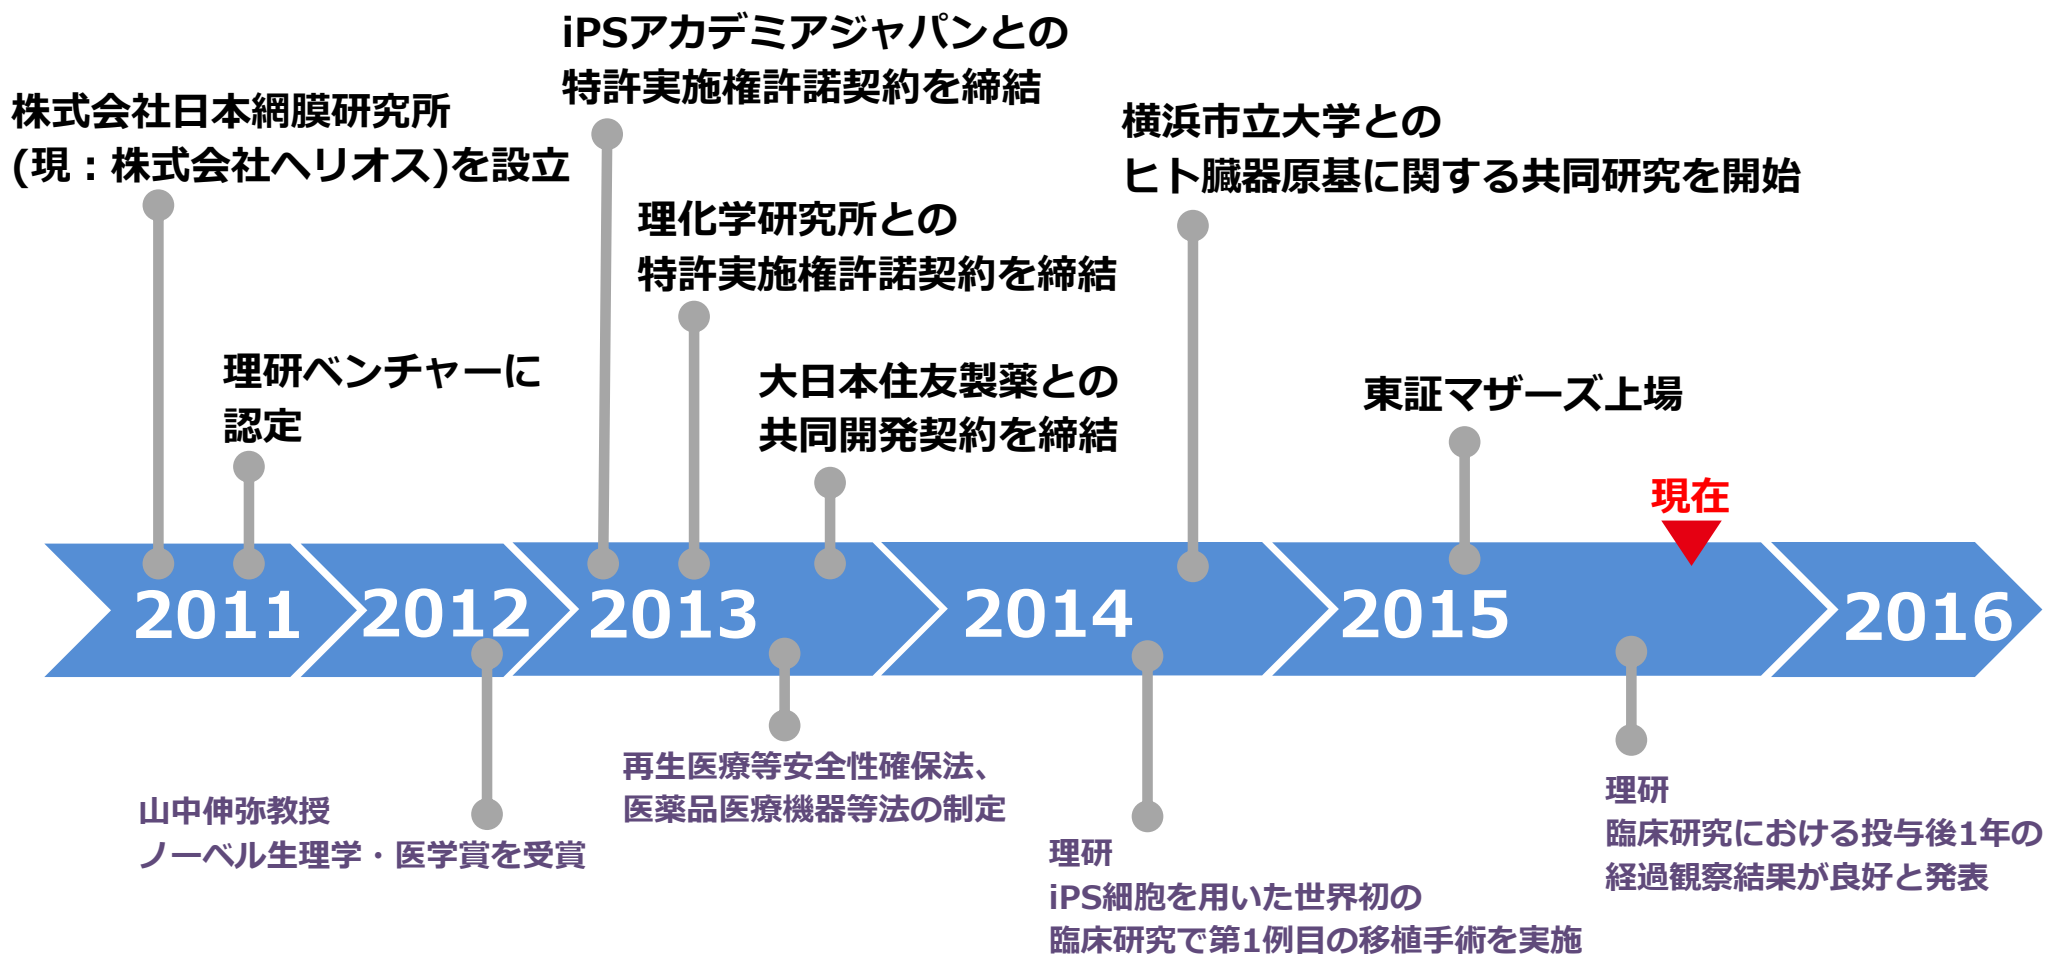 iPSアカデミアジャパンとの
特許実施権許諾契約を締結
株式会社日本網膜研究所
(現：株式会社ヘリオス)を設立
横浜市立大学との
ヒト臓器原基に関する共同研究を開始
理化学研究所との
特許実施権許諾契約を締結
理研ベンチャーに
認定
大日本住友製薬との
共同開発契約を締結
東証マザーズ上場
現在
2011
2012
2013
2014
2015
2016
山中伸弥教授
ノーベル生理学・医学賞を受賞
再生医療等安全性確保法、
医薬品医療機器等法の制定
理研
iPS細胞を用いた世界初の
臨床研究で第1例目の移植手術を実施
理研
臨床研究における投与後1年の
経過観察結果が良好と発表